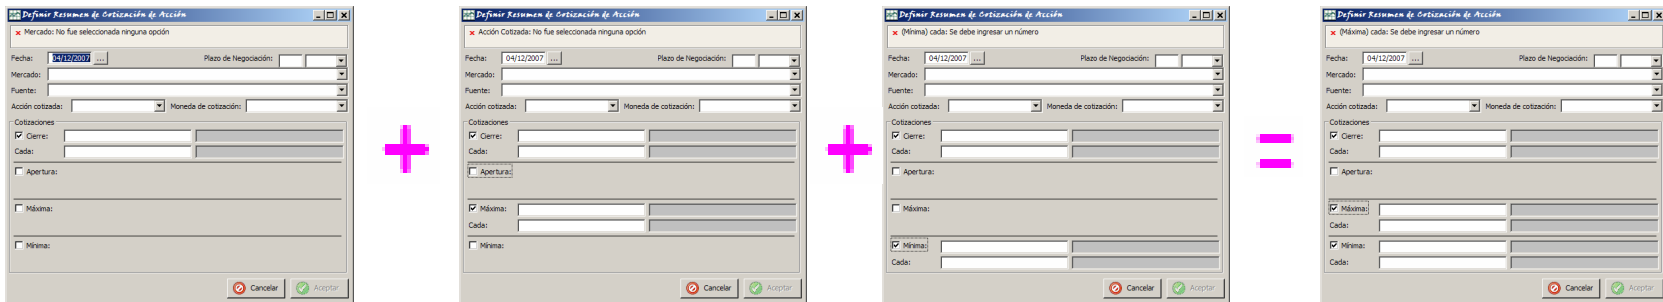 Definir Resumen de Cotización de Acción
Mercado: No fue seleccionada ninguna opción
Fecha: 04/12/2007 ... Plazo de Negociación:
Mercado:
Fuente:
Acción cotizada: Moneda de cotización:
Cotizaciones
Cierre:
Cada:
Apertura:
Máxima:
Mínima:
Cancelar Aceptar
+
Definir Resumen de Cotización de Acción
Acción Cotizada: No fue seleccionada ninguna opción
Fecha: 04/12/2007 ... Plazo de Negociación:
Mercado:
Fuente:
Acción cotizada: Moneda de cotización:
Cotizaciones
Cierre:
Cada:
Apertura:
Máxima:
Cada:
Mínima:
Cancelar Aceptar
+
Definir Resumen de Cotización de Acción
(Mínima) cada: Se debe ingresar un número
Fecha: 04/12/2007 ... Plazo de Negociación:
Mercado:
Fuente:
Acción cotizada: Moneda de cotización:
Cotizaciones
Cierre:
Cada:
Apertura:
Máxima:
Mínima:
Cada:
Cancelar Aceptar
=
Definir Resumen de Cotización de Acción
(Máxima) cada: Se debe ingresar un número
Fecha: 04/12/2007 ... Plazo de Negociación:
Mercado:
Fuente:
Acción cotizada: Moneda de cotización:
Cotizaciones
Cierre:
Cada:
Apertura:
Máxima:
Cada:
Mínima:
Cada:
Cancelar Aceptar